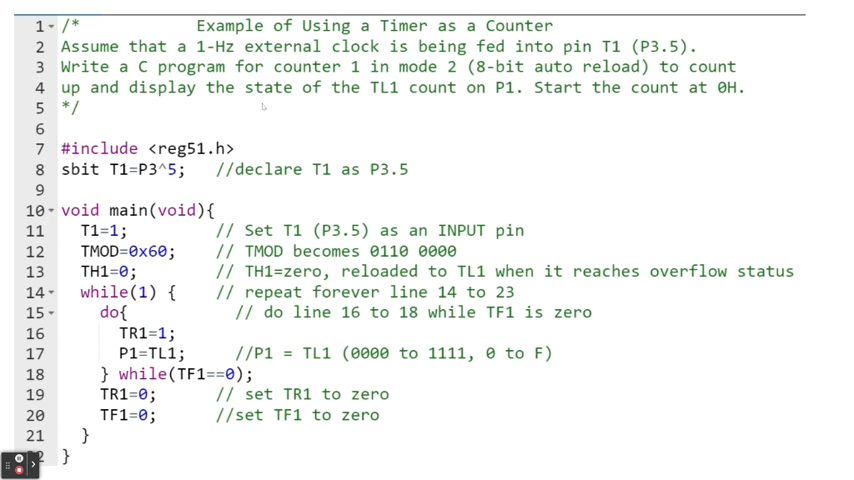 1 /* Example of Using a Timer as a Counter
2 Assume that a 1-Hz external clock is being fed into pin T1 (P3.5).
3 Write a C program for counter 1 in mode 2 (8-bit auto reload) to count
4 up and display the state of the TL1 count on P1. Start the count at 0H.
5 */
6
7 #include <reg51.h>
8 sbit T1=P3^5; //declare T1 as P3.5
9
10 void main(void){
11 T1=1; // Set T1 (P3.5) as an INPUT pin
12 TMOD=0x60; // TMOD becomes 0110 0000
13 TH1=0; // TH1=zero, reloaded to TL1 when it reaches overflow status
14 while(1) { // repeat forever line 14 to 23
15 do{ // do line 16 to 18 while TF1 is zero
16 TR1=1;
17 P1=TL1; //P1 = TL1 (0000 to 1111, 0 to F)
18 } while(TF1==0);
19 TR1=0; // set TR1 to zero
20 TF1=0; //set TF1 to zero
21 }
}